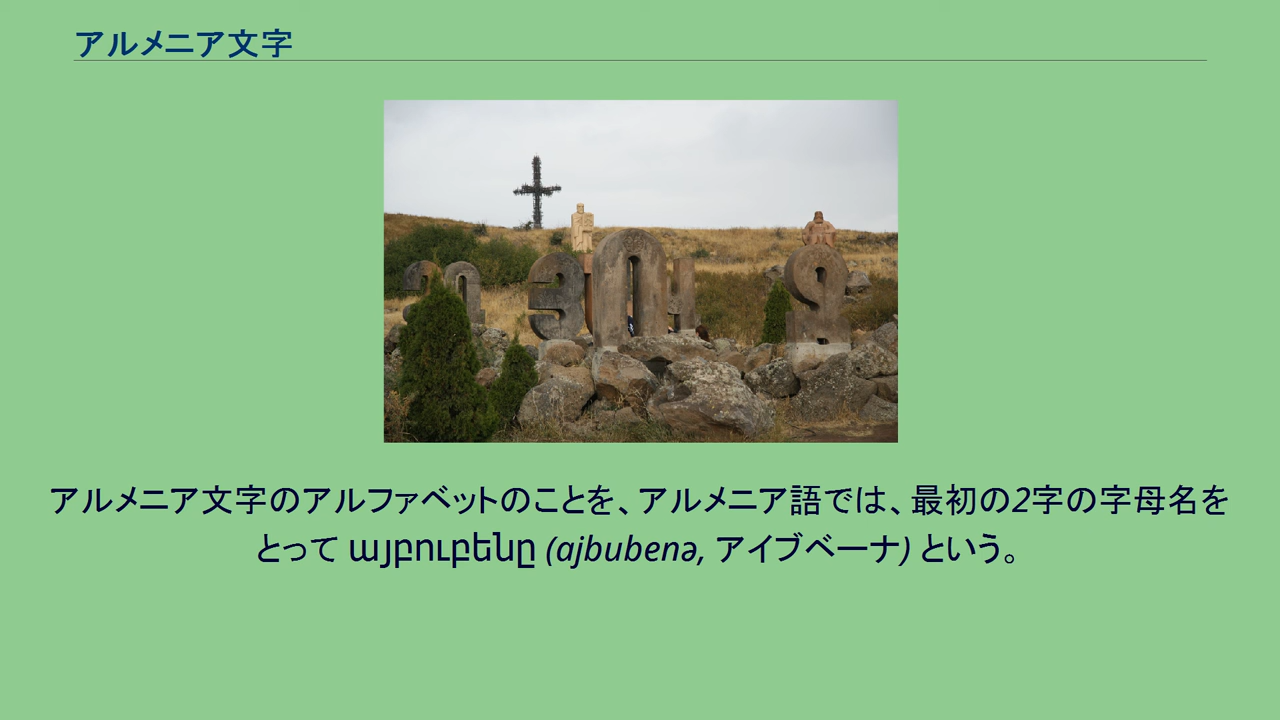 アルメニア文字
アルメニア文字のアルファベットのことを、アルメニア語では、最初の2字の字母名を
とって այբուբենը (ajbubenə, アイブベーナ) という。